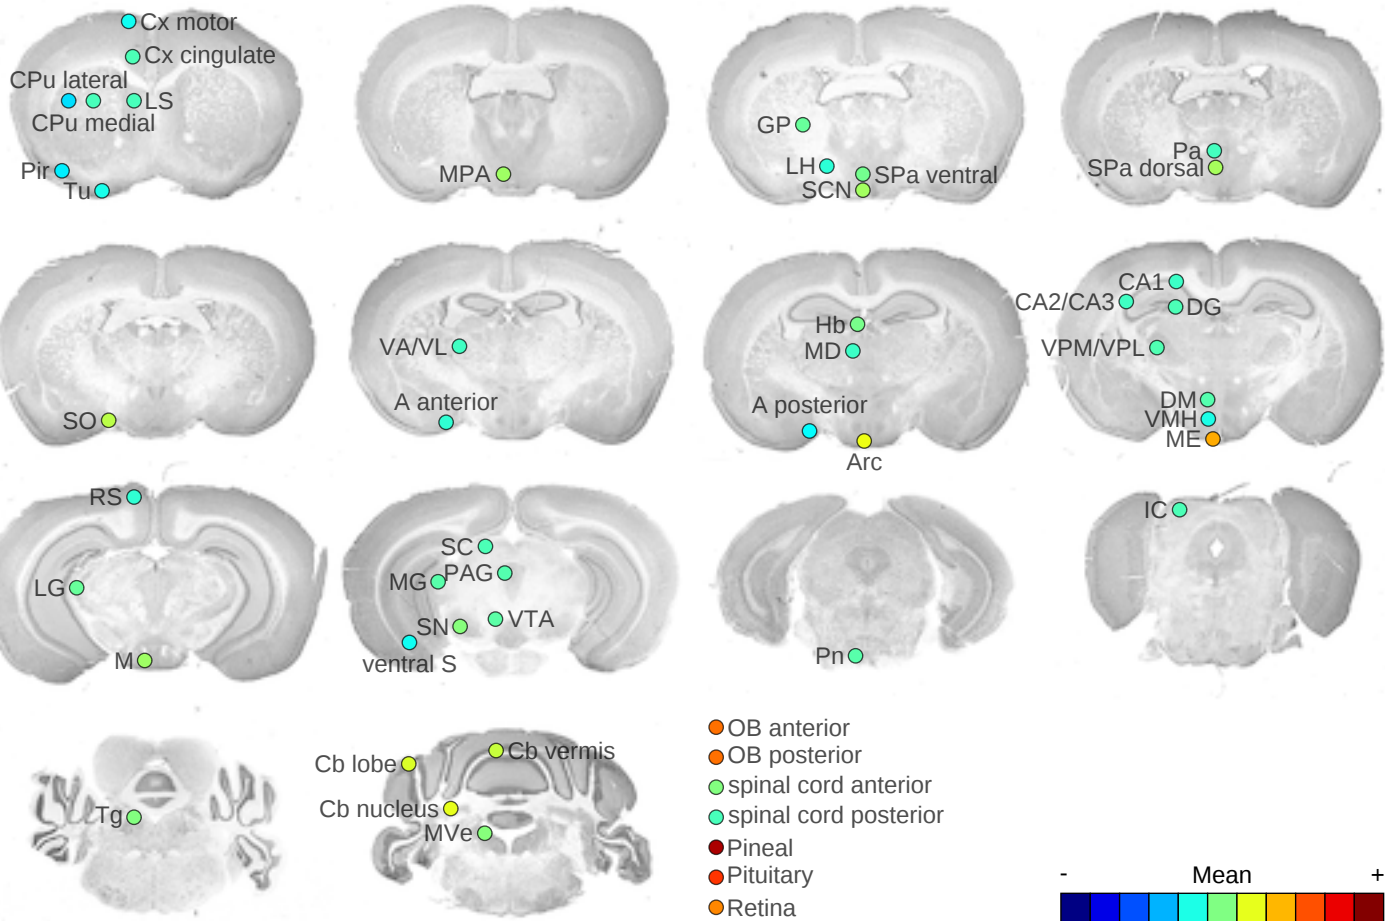 Cx motor
Cx cingulate
CPu lateral
LS
CPu medial
Pir
Tu
MPA
GP
LH
SPa ventral
SCN
Pa
SPa dorsal
SO
VA/VL
A anterior
Hb
MD
A posterior
Arc
CA1
CA2/CA3
DG
VPM/VPL
DM
VMH
ME
RS
LG
M
SC
MG
PAG
SN
VTA
ventral S
Pn
IC
Tg
Cb lobe
Cb vermis
Cb nucleus
MVe
OB anterior
OB posterior
spinal cord anterior
spinal cord posterior
Pineal
Pituitary
Retina
- Mean +